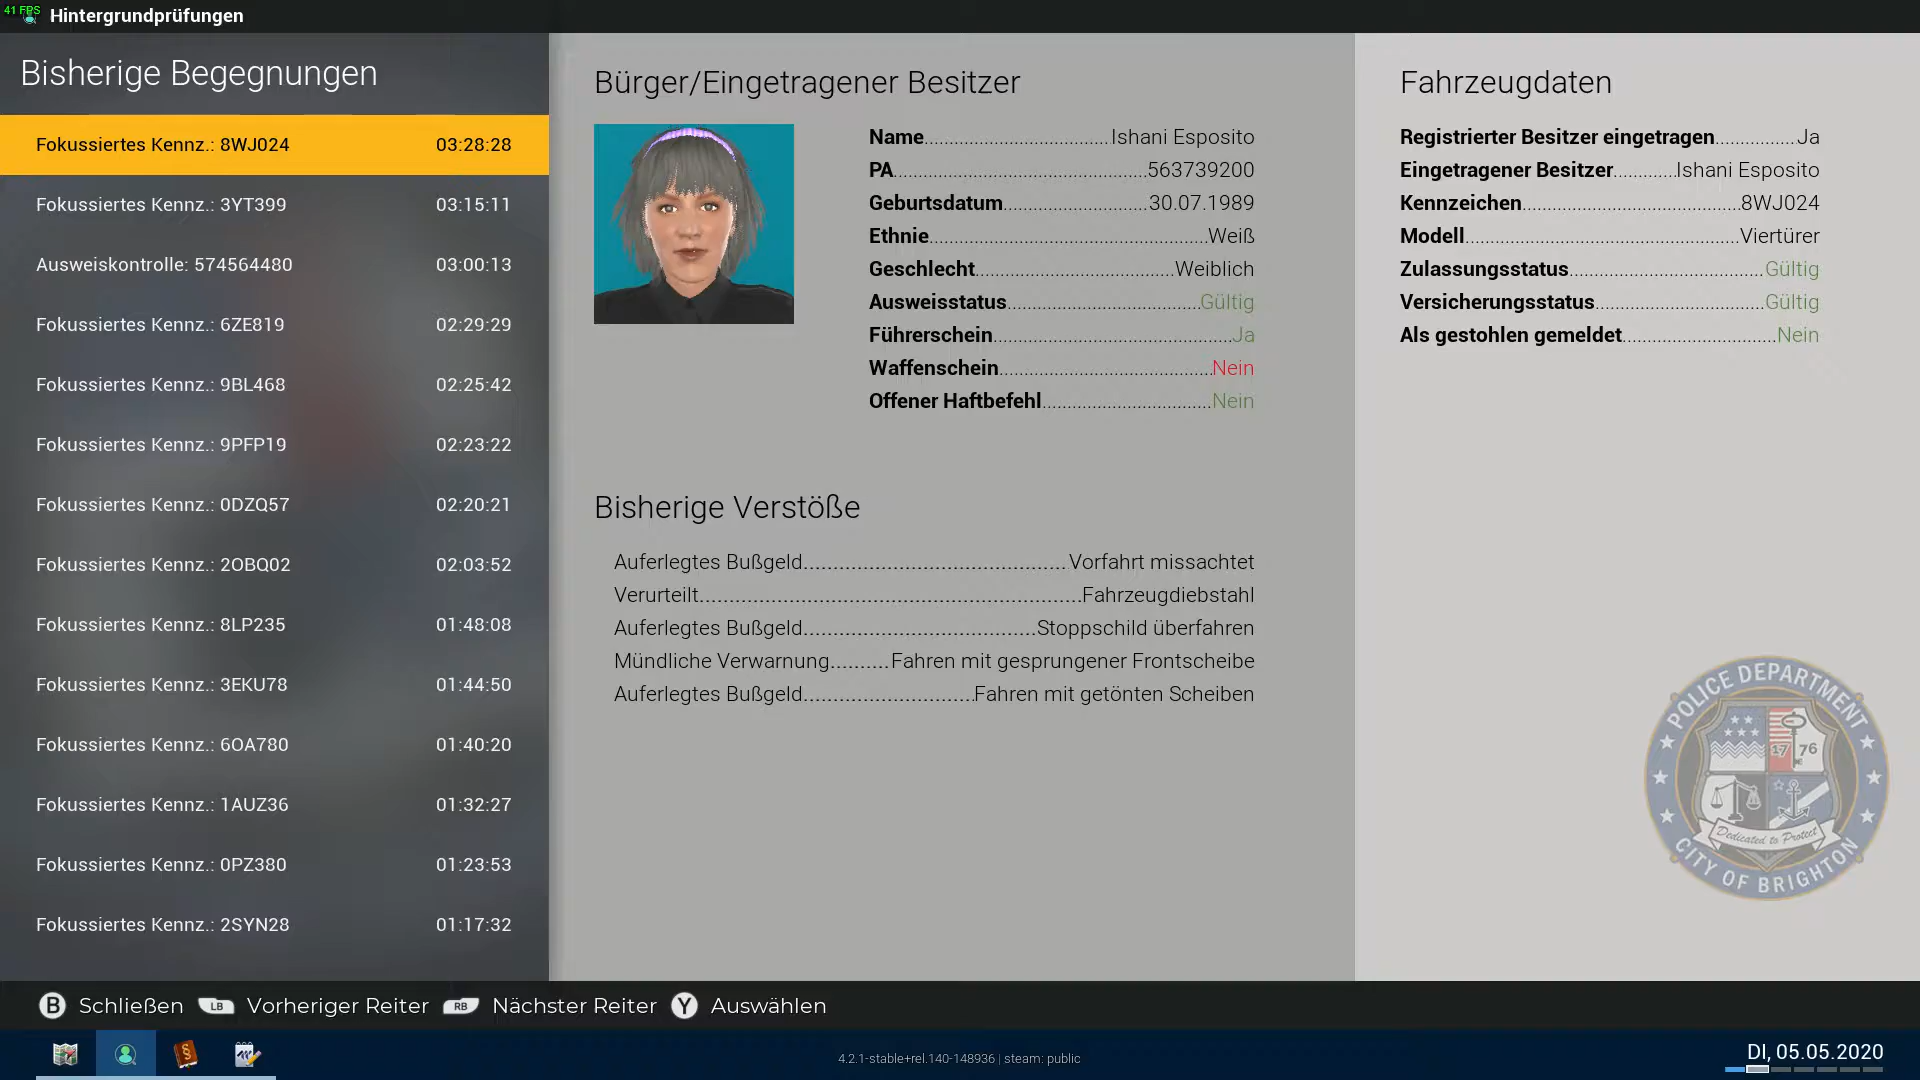 41 FPS
Hintergrundprüfungen
Bisherige Begegnungen
Fokussiertes Kennz.: 8WJ024 03:28:28
Fokussiertes Kennz.: 3YT399 03:15:11
Ausweiskontrolle: 574564480 03:00:13
Fokussiertes Kennz.: 6ZE819 02:29:29
Fokussiertes Kennz.: 9BL468 02:25:42
Fokussiertes Kennz.: 9PFP19 02:23:22
Fokussiertes Kennz.: 0DZQ57 02:20:21
Fokussiertes Kennz.: 2OBQ02 02:03:52
Fokussiertes Kennz.: 8LP235 01:48:08
Fokussiertes Kennz.: 3EKU78 01:44:50
Fokussiertes Kennz.: 6OA780 01:40:20
Fokussiertes Kennz.: 1AUZ36 01:32:27
Fokussiertes Kennz.: 0PZ380 01:23:53
Fokussiertes Kennz.: 2SYN28 01:17:32
Bürger/Eingetragener Besitzer
Name Ishani Esposito
PA 563739200
Geburtsdatum 30.07.1989
Ethnie Weiß
Geschlecht Weiblich
Ausweisstatus Gültig
Führerschein Ja
Waffenschein Nein
Offener Haftbefehl Nein
Bisherige Verstöße
Auferlegtes Bußgeld Vorfahrt missachtet
Verurteilt Fahrzeugdiebstahl
Auferlegtes Bußgeld Stoppschild überfahren
Mündliche Verwarnung Fahren mit gesprungener Frontscheibe
Auferlegtes Bußgeld Fahren mit getönten Scheiben
Fahrzeugdaten
Registrierter Besitzer eingetragen Ja
Eingetragener Besitzer Ishani Esposito
Kennzeichen 8WJ024
Modell Viertürer
Zulassungsstatus Gültig
Versicherungsstatus Gültig
Als gestohlen gemeldet Nein
POLICE DEPARTMENT
17 76
Dedicated to Protect
CITY OF BRIGHTON
B Schließen LB Vorheriger Reiter RB Nächster Reiter Y Auswählen
4.2.1-stable+rel.140-148936 | steam: public
DI, 05.05.2020